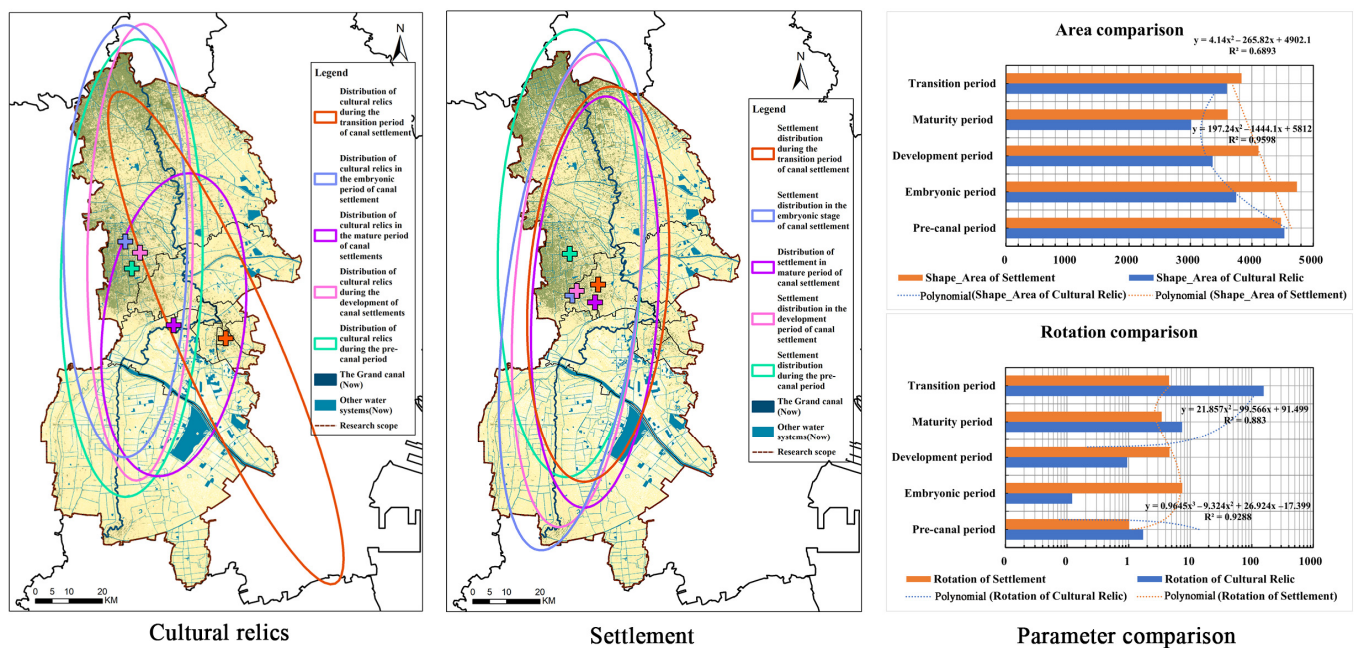 N
Legend
Distribution of
cultural relics
during the
transition period
of canal settlement
Distribution of
cultural relics in
the embryonic
period of canal
settlement
Distribution of
cultural relics in
the mature period
of canal
settlements
Distribution of
cultural relics
during the
development of
canal settlements
Distribution of
cultural relics
during the pre-
canal period
The Grand canal
(Now)
Other water
systems(Now)
Research scope
0 5 10 20
KM
Cultural relics
N
Legend
Settlement
distribution
during the
transition period
of canal
settlement
Settlement
distribution in the
embryonic stage
of canal settlement
Distribution of
settlement in
mature period of
canal settlement
Settlement
distribution in the
development
period of canal
settlement
Settlement
distribution
during the pre-
canal period
The Grand canal
(Now)
Other water
systems(Now)
Research scope
0 5 10 20
KM
Settlement
Area comparison
y = 4.14x² – 265.82x + 4902.1
R² = 0.6893
Transition period
Maturity period
y = 197.24x² –1444.1x + 5812
R² = 0.9598
Development period
Embryonic period
Pre-canal period
0 1000 2000 3000 4000 5000
Shape_Area of Settlement
Shape_Area of Cultural Relic
Polynomial(Shape_Area of Cultural Relic)
Polynomial (Shape_Area of Settlement)
Rotation comparison
Transition period
y = 21.857x² –99.566x + 91.499
R² = 0.883
Maturity period
Development period
Embryonic period
y = 0.9645x³ –9.324x² + 26.924x –17.399
R² = 0.9288
Pre-canal period
0 0 1 10 100 1000
Rotation of Settlement
Rotation of Cultural Relic
Polynomial (Rotation of Cultural Relic)
Polynomial (Rotation of Settlement)
Parameter comparison